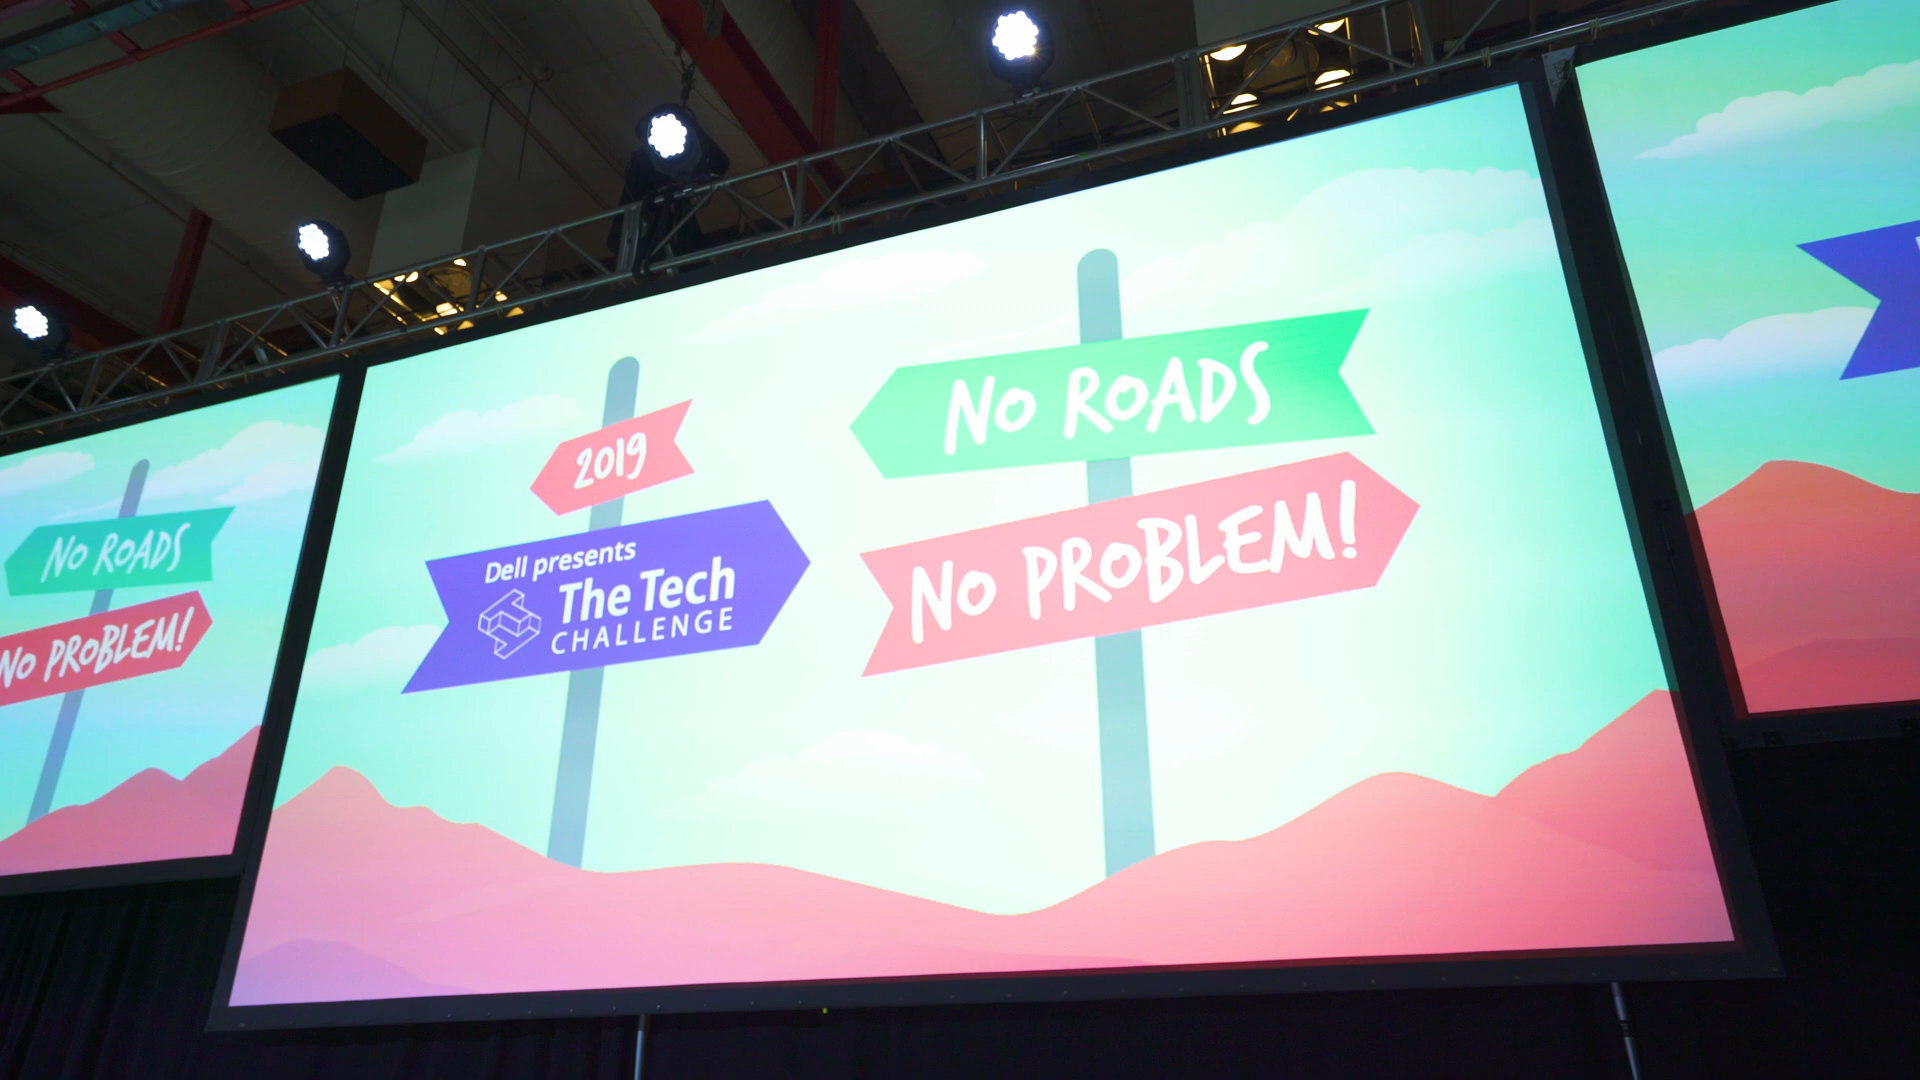 NO ROADS
NO PROBLEM!
2019
Dell presents
The Tech
CHALLENGE
NO ROADS
NO PROBLEM!